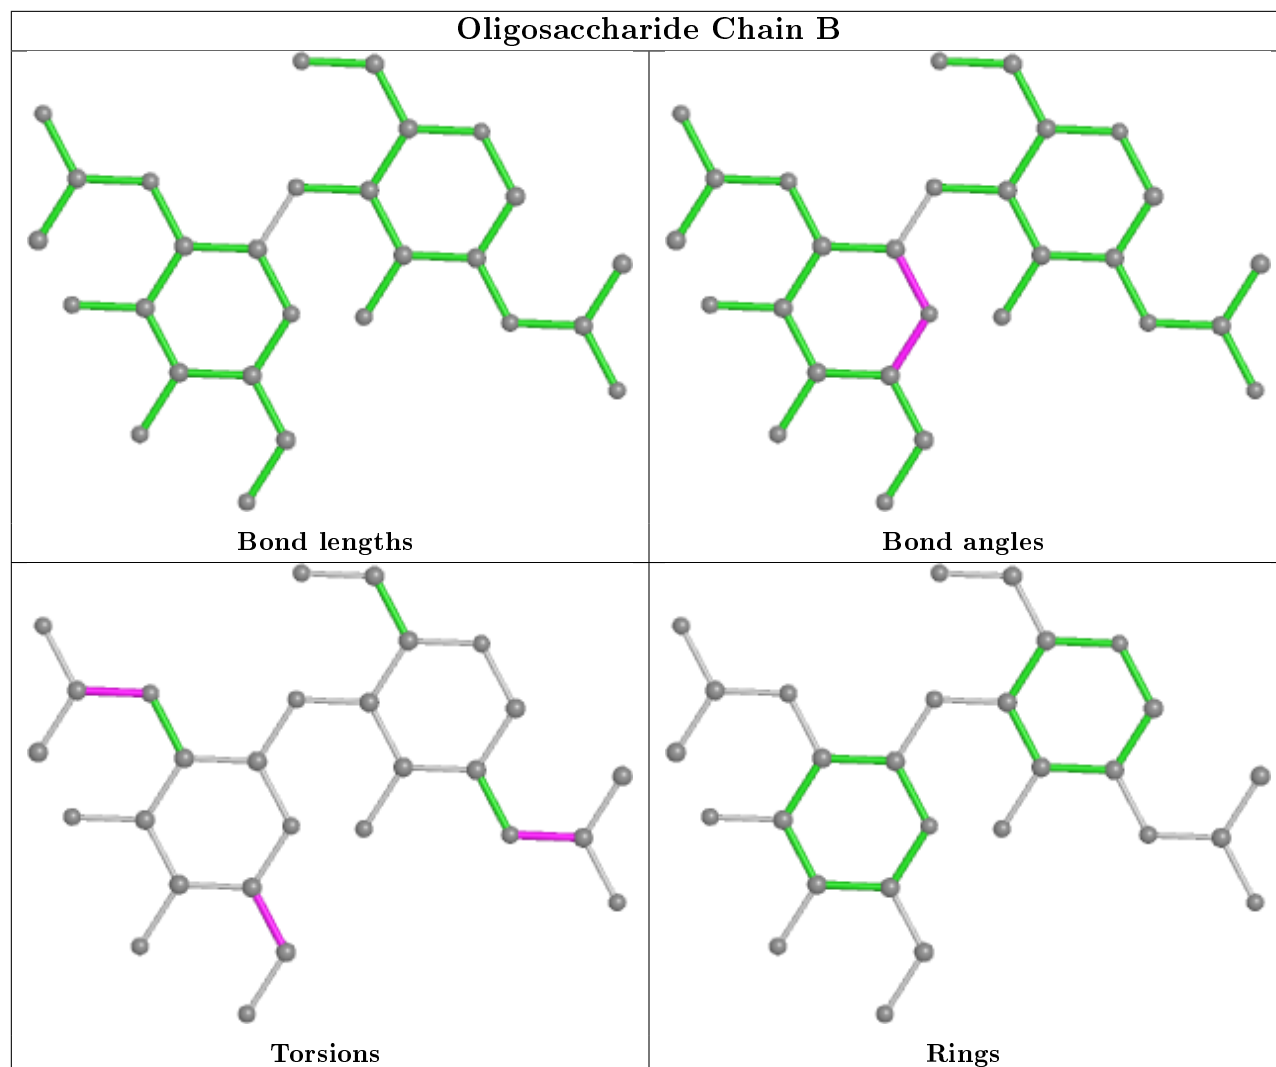 Oligosaccharide Chain B
Bond lengths
Bond angles
Torsions
Rings